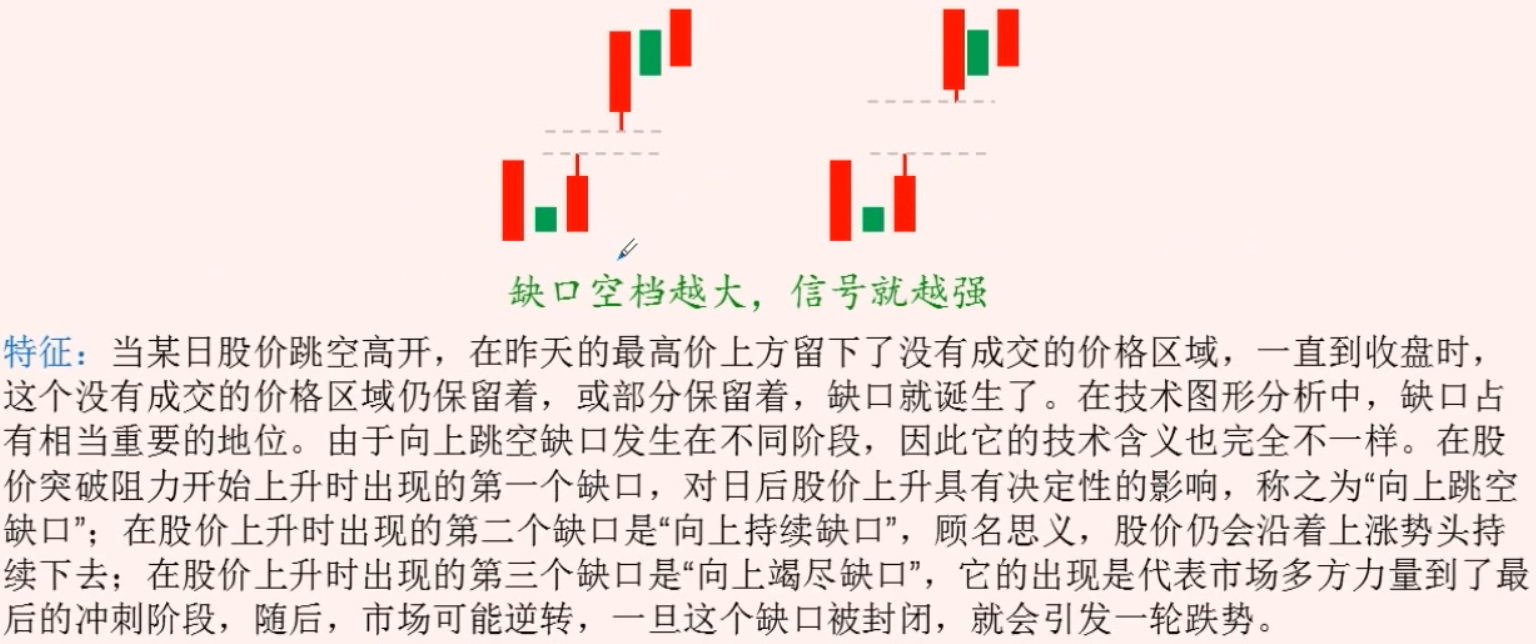 缺口空档越大，信号就越强
特征：当某日股价跳空高开，在昨天的最高价上方留下了没有成交的价格区域，一直到收盘时，
这个没有成交的价格区域仍保留着，或部分保留着，缺口就诞生了。在技术图形分析中，缺口占
有相当重要的地位。由于向上跳空缺口发生在不同阶段，因此它的技术含义也完全不一样。在股
价突破阻力开始上升时出现的第一个缺口，对日后股价上升具有决定性的影响，称之为“向上跳空
缺口”；在股价上升时出现的第二个缺口是“向上持续缺口”，顾名思义，股价仍会沿着上涨势头持
续下去；在股价上升时出现的第三个缺口是“向上竭尽缺口”，它的出现是代表市场多方力量到了最
后的冲刺阶段，随后，市场可能逆转，一旦这个缺口被封闭，就会引发一轮跌势。